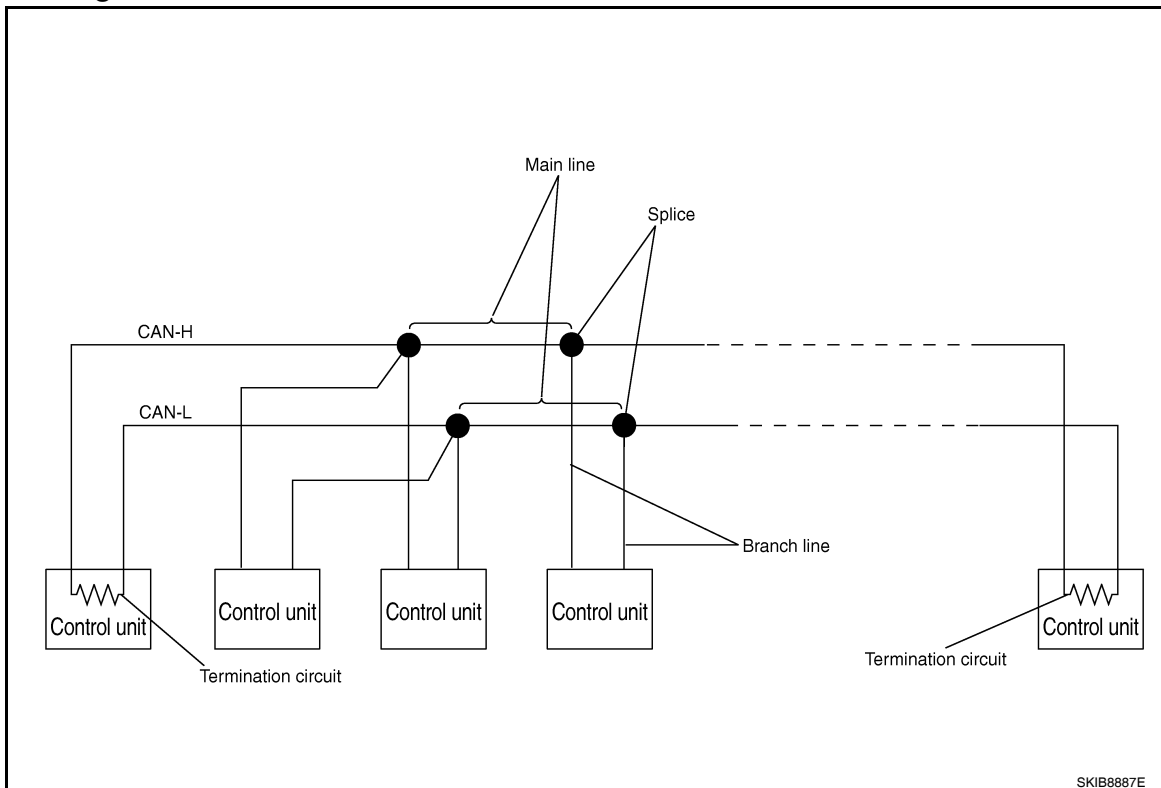 Main line
Splice
CAN-H
CAN-L
Branch line
Control unit
Control unit
Control unit
Control unit
Control unit
Termination circuit
Termination circuit
SKIB8887E